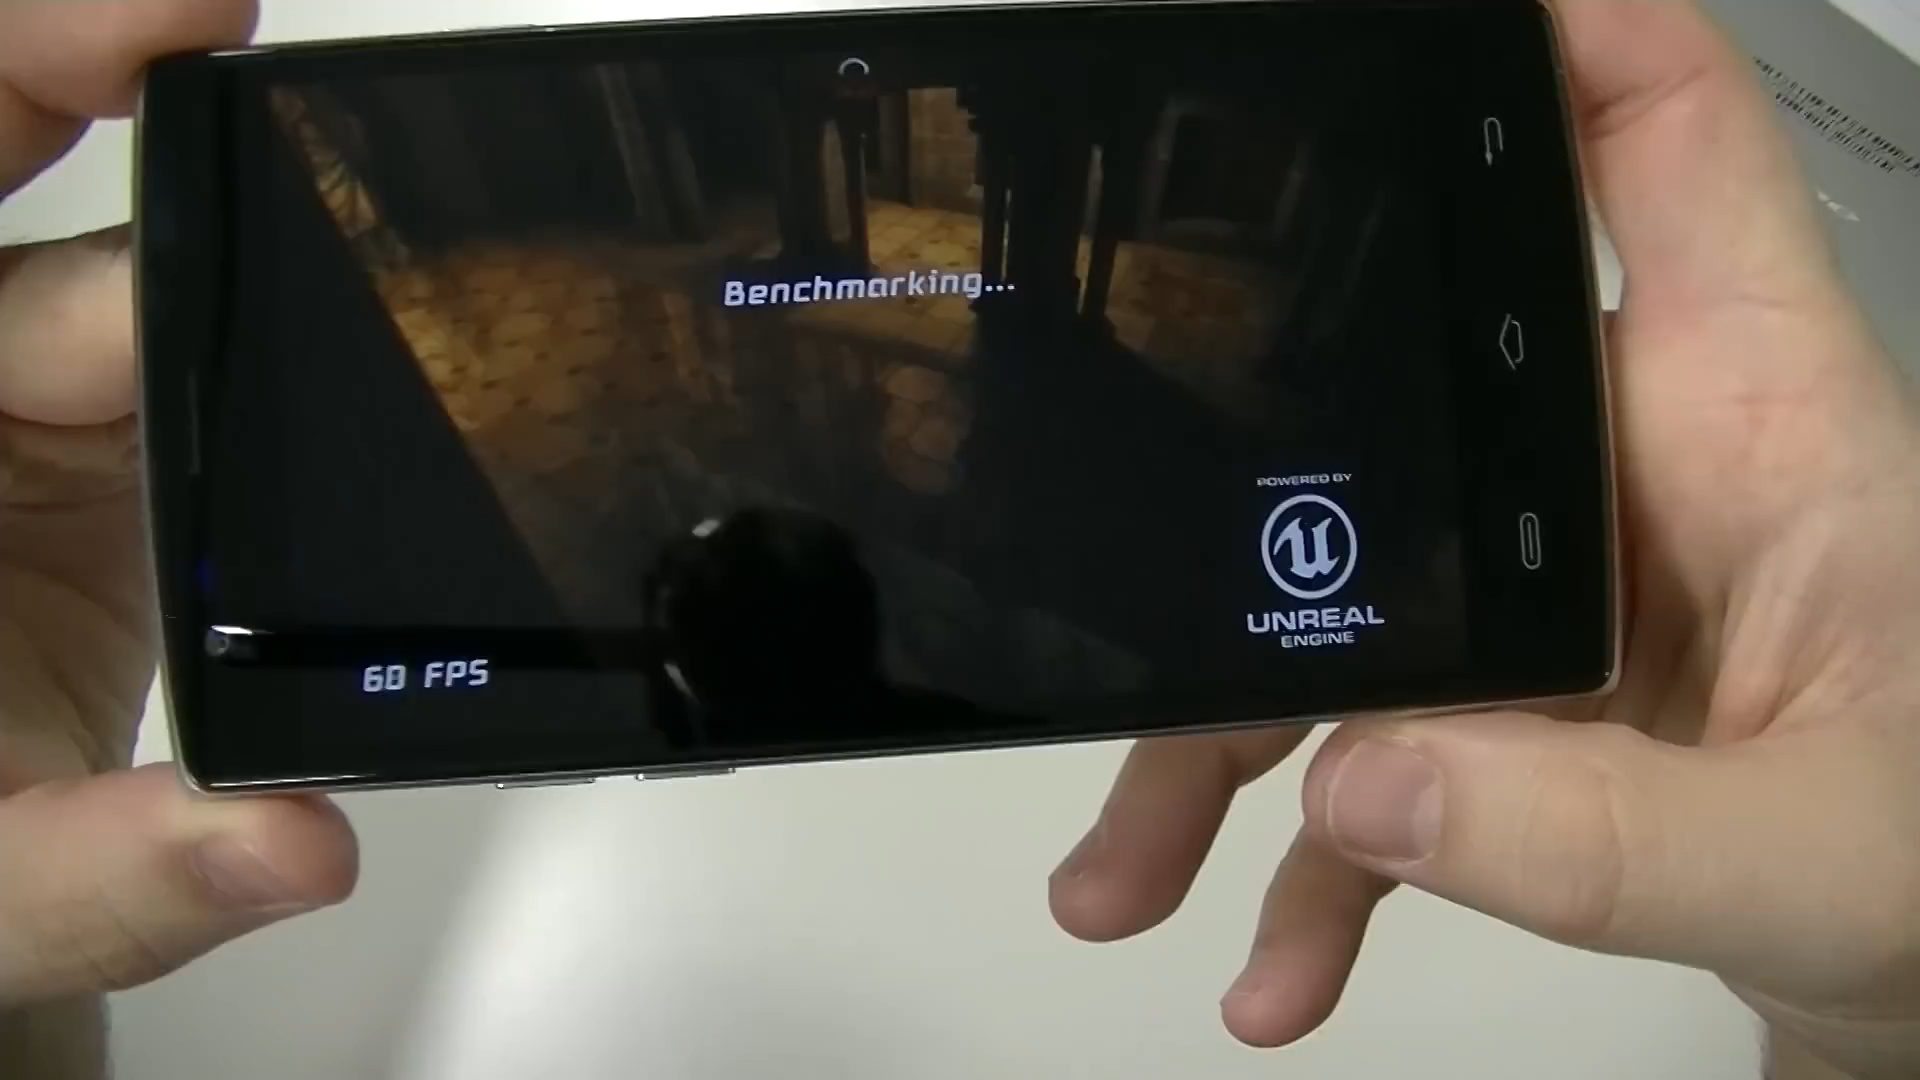 Benchmarking...
POWERED BY
UNREAL
ENGINE
60 FPS